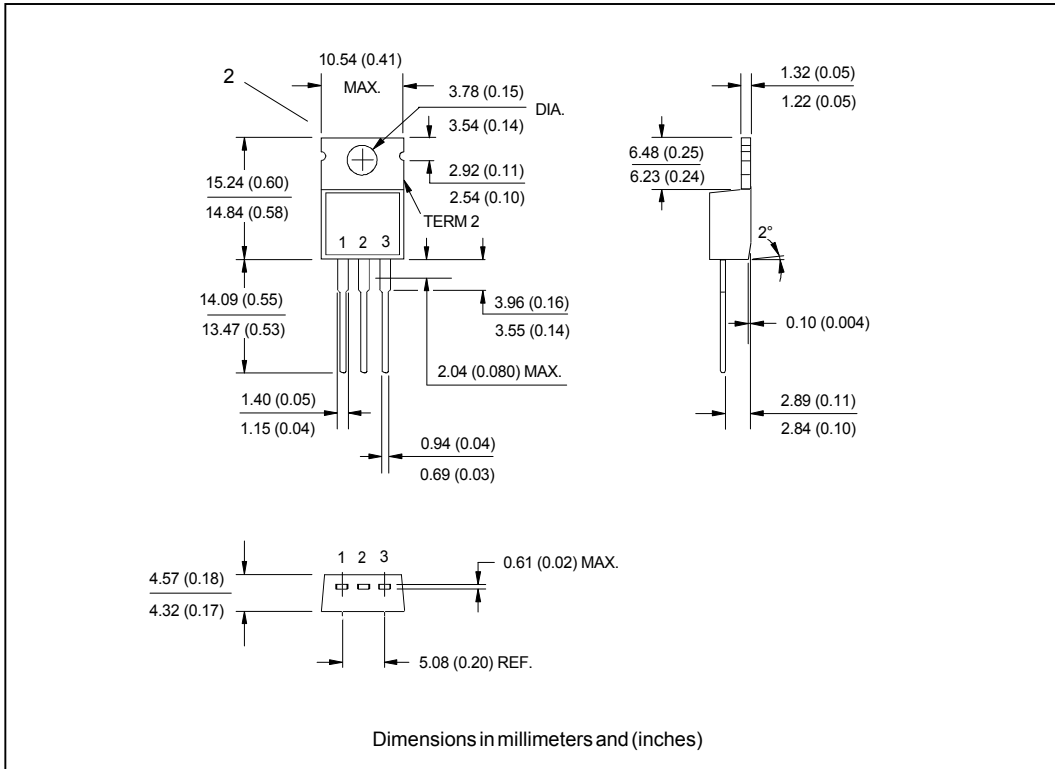 10.54 (0.41)
MAX.
2
3.78 (0.15)
3.54 (0.14)
DIA.
1.32 (0.05)
1.22 (0.05)
15.24 (0.60)
14.84 (0.58)
2.92 (0.11)
2.54 (0.10)
TERM 2
6.48 (0.25)
6.23 (0.24)
1 2 3
2°
14.09 (0.55)
13.47 (0.53)
3.96 (0.16)
3.55 (0.14)
0.10 (0.004)
2.04 (0.080) MAX.
1.40 (0.05)
1.15 (0.04)
2.89 (0.11)
2.84 (0.10)
0.94 (0.04)
0.69 (0.03)
1 2 3
0.61 (0.02) MAX.
4.57 (0.18)
4.32 (0.17)
5.08 (0.20) REF.
Dimensions in millimeters and (inches)